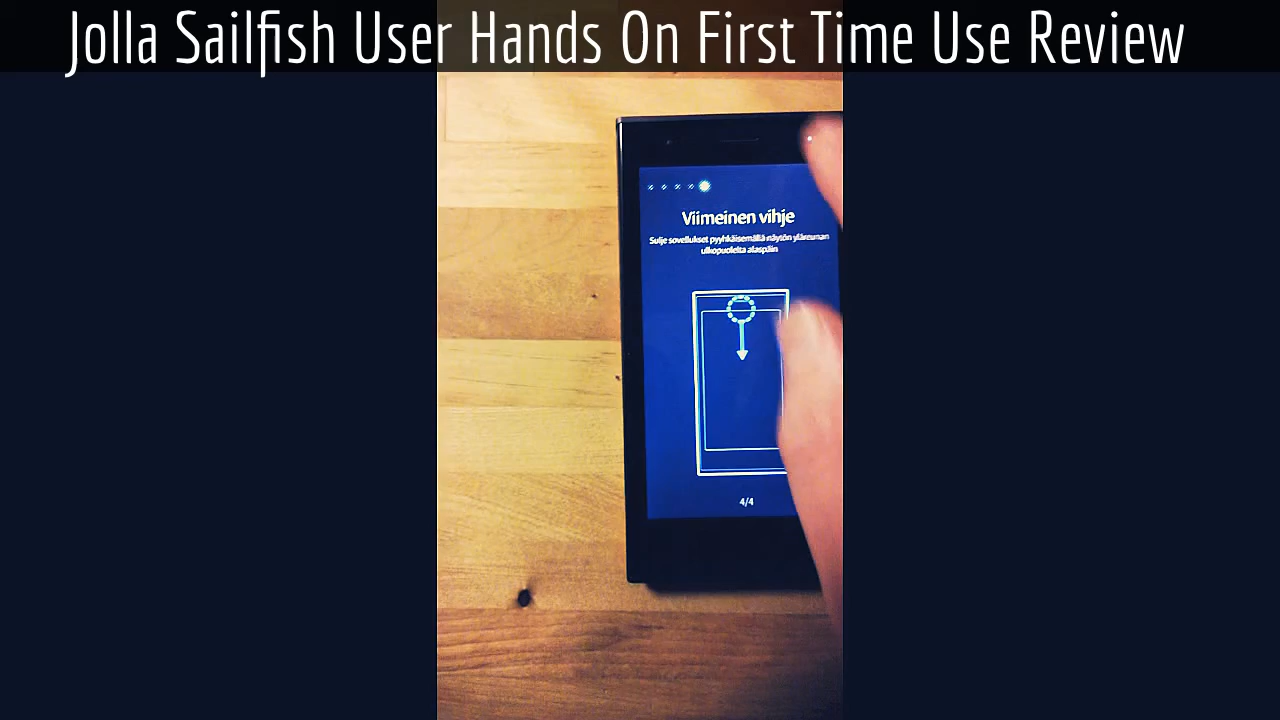 Jolla Sailfish User Hands On First Time Use Review
Viimeinen vihje
Sulje sovellukset pyyhkäisemällä näytön yläreunan
ulkopuolelta alaspäin
4/4